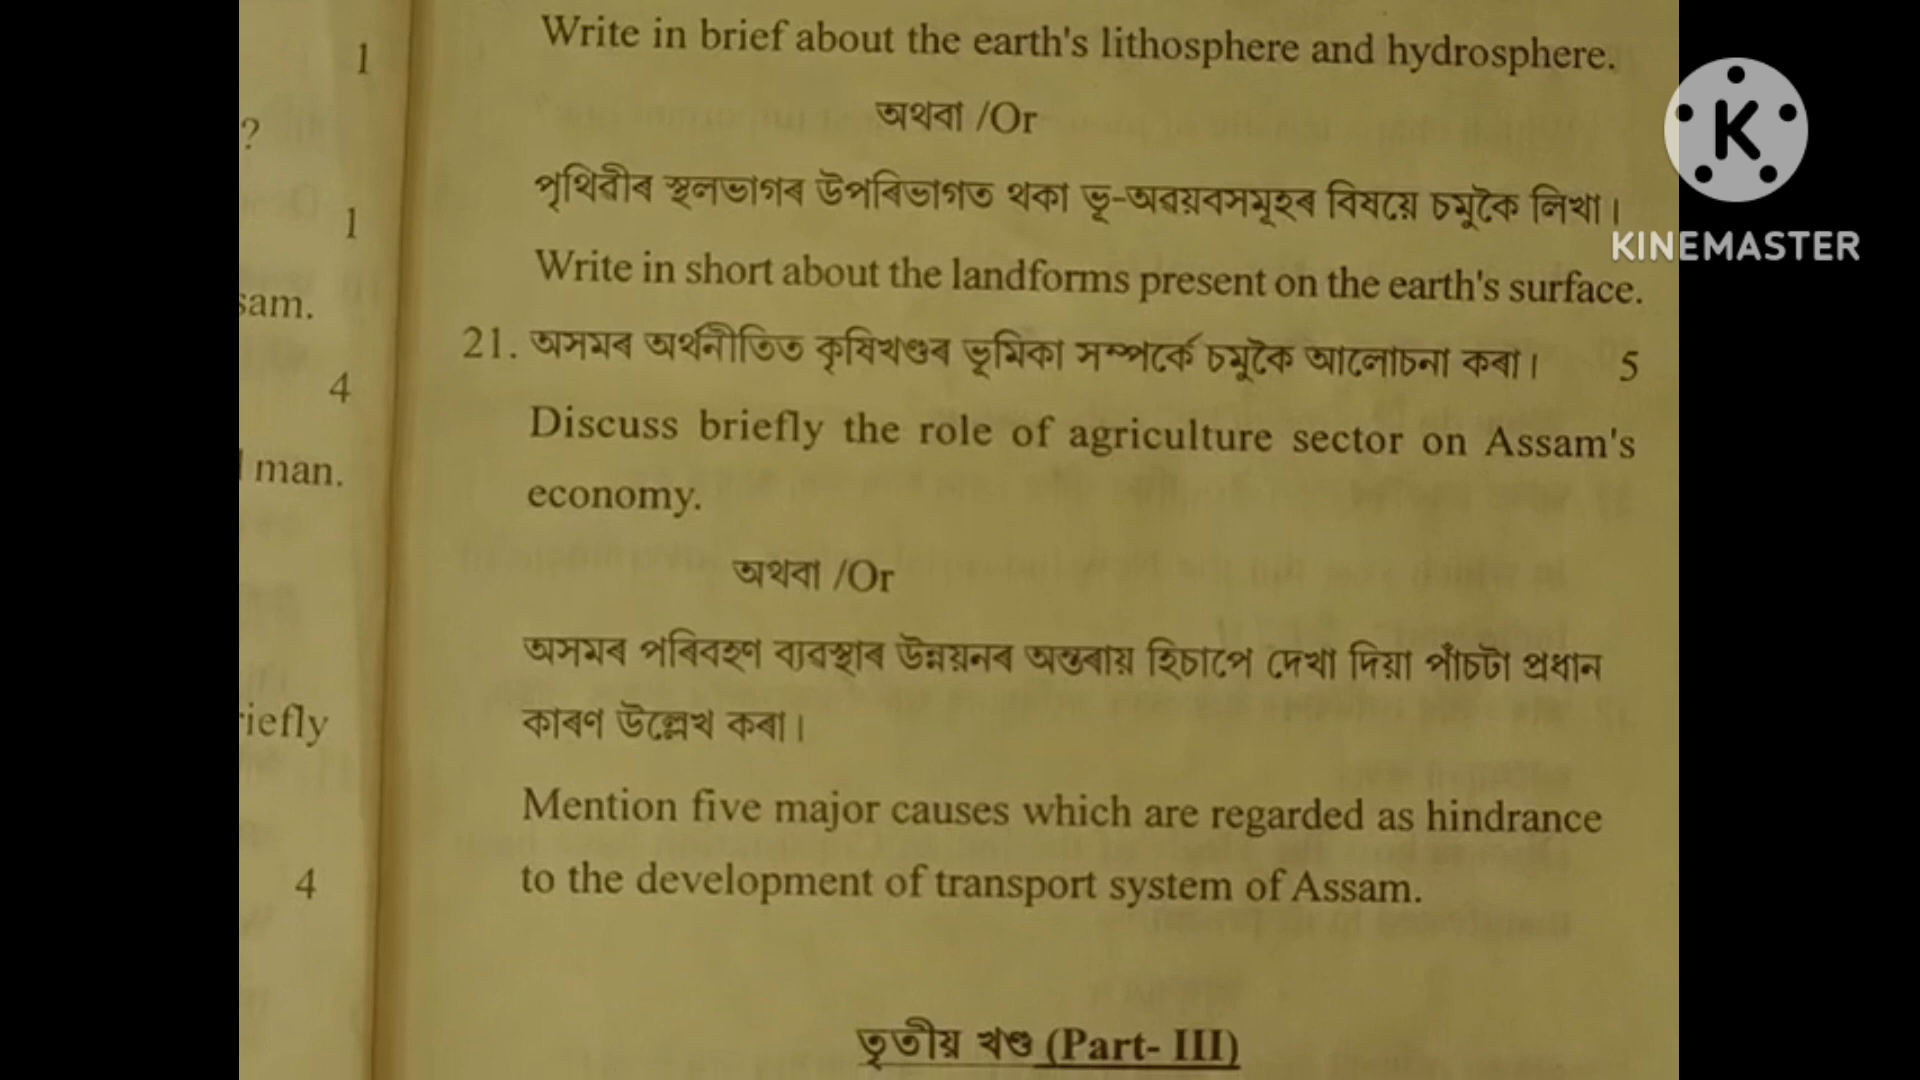 1
?
1
sam.
4
man.
iefly
4
Write in brief about the earth's lithosphere and hydrosphere.
অথবা /Or
পৃথিৱীৰ স্থলভাগৰ উপৰিভাগত থকা ভূ-অৱয়বসমূহৰ বিষয়ে চমুকৈ লিখা।
Write in short about the landforms present on the earth's surface.
21. অসমৰ অৰ্থনীতিত কৃষিখণ্ডৰ ভূমিকা সম্পৰ্কে চমুকৈ আলোচনা কৰা। 5
Discuss briefly the role of agriculture sector on Assam's
economy.
অথবা /Or
অসমৰ পৰিবহণ ব্যবস্থাৰ উন্নয়নৰ অন্তৰায় হিচাপে দেখা দিয়া পাঁচটা প্ৰধান
কাৰণ উল্লেখ কৰা।
Mention five major causes which are regarded as hindrance
to the development of transport system of Assam.
তৃতীয় খণ্ড (Part- III)
K
KINEMASTER